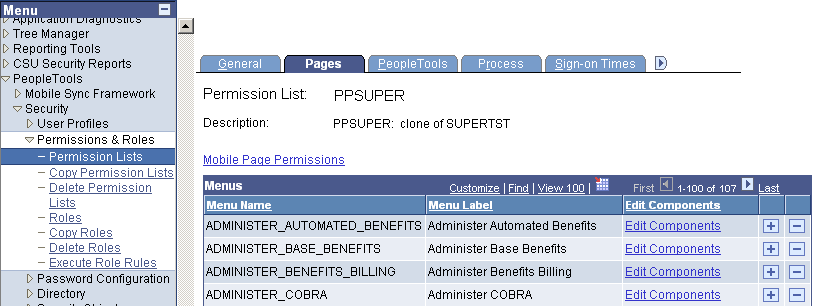 Menu
Application Diagnostics
Tree Manager
Reporting Tools
CSU Security Reports
PeopleTools
Mobile Sync Framework
Security
User Profiles
Permissions & Roles
Permission Lists
Copy Permission Lists
Delete Permission
Lists
Roles
Copy Roles
Delete Roles
Execute Role Rules
Password Configuration
Directory
General Pages PeopleTools Process Sign-on Times
Permission List: PPSUPER
Description: PPSUPER: clone of SUPERTST
Mobile Page Permissions
Menus Customize | Find | View 100 | First 1-100 of 107 Last
Menu Name Menu Label Edit Components
ADMINISTER_AUTOMATED_BENEFITS Administer Automated Benefits Edit Components
ADMINISTER_BASE_BENEFITS Administer Base Benefits Edit Components
ADMINISTER_BENEFITS_BILLING Administer Benefits Billing Edit Components
ADMINISTER_COBRA Administer COBRA Edit Components